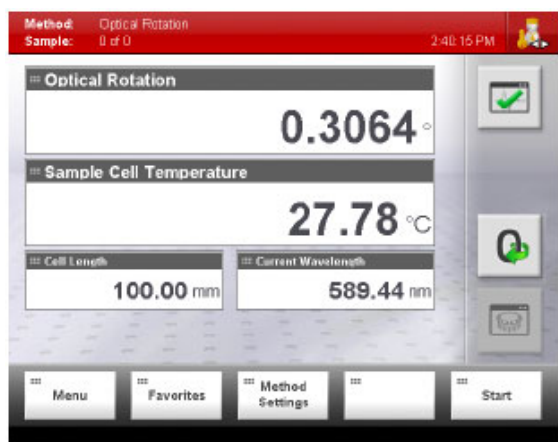 Method: Optical Rotation
Sample: 0 of 0 2:40:15 PM
Optical Rotation
0.3064 °
Sample Cell Temperature
27.78 °C
Cell Length Current Wavelength
100.00 mm 589.44 nm
Menu Favorites Method Settings Start